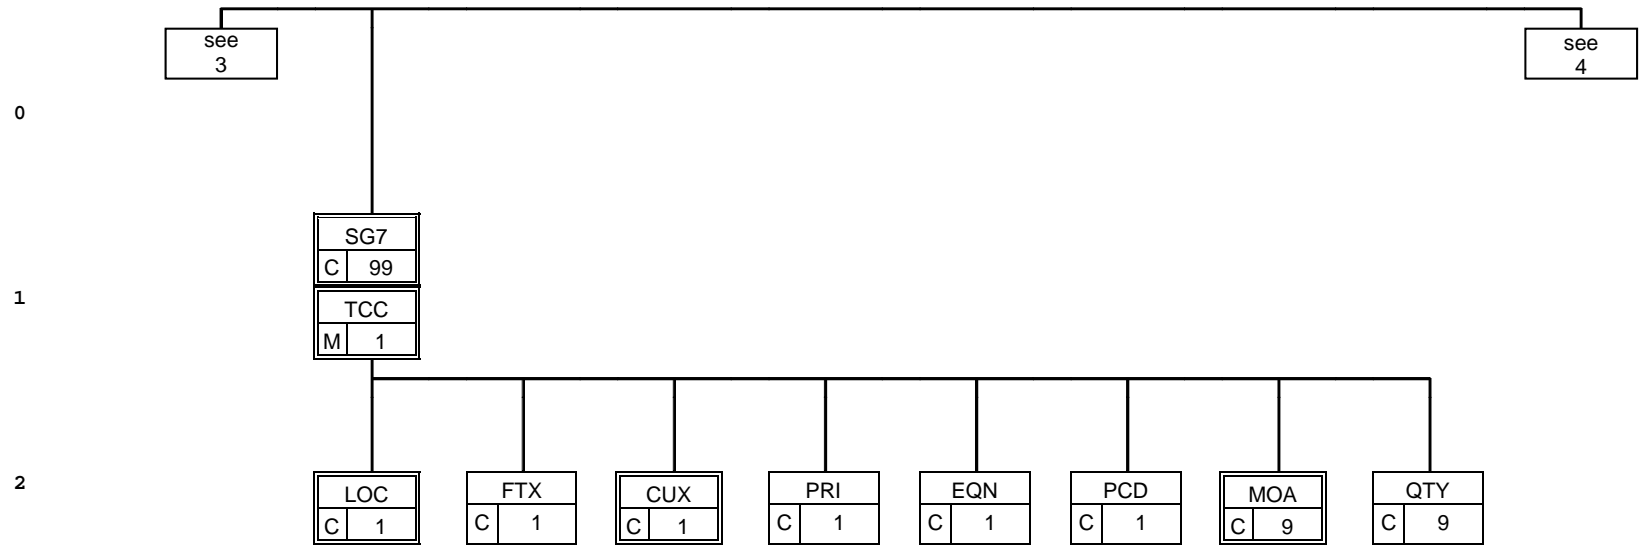 see
3
see
4
0
SG7
C 99
1
TCC
M 1
2
LOC FTX CUX PRI EQN PCD MOA QTY
C 1 C 1 C 1 C 1 C 1 C 1 C 9 C 9